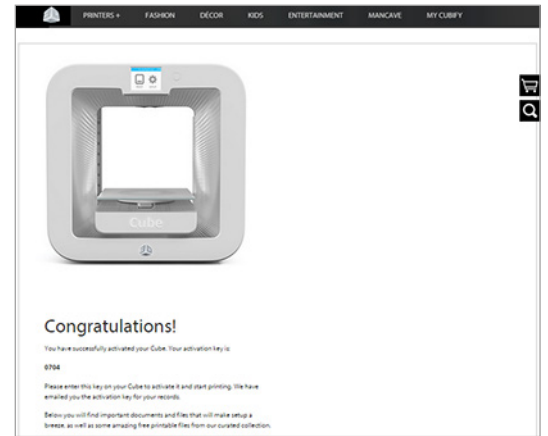 PRINTERS + FASHION DÉCOR KIDS ENTERTAINMENT MANCAVE MY CUBIFY
Cube
Congratulations!
You have successfully activated your Cube. Your activation key is:
0704
Please enter this key on your Cube to activate it and start printing. We have
emailed you the activation key for your records.
Below you will find important documents and files that will make setup a
breeze, as well as some amazing free printable files from our curated collection.